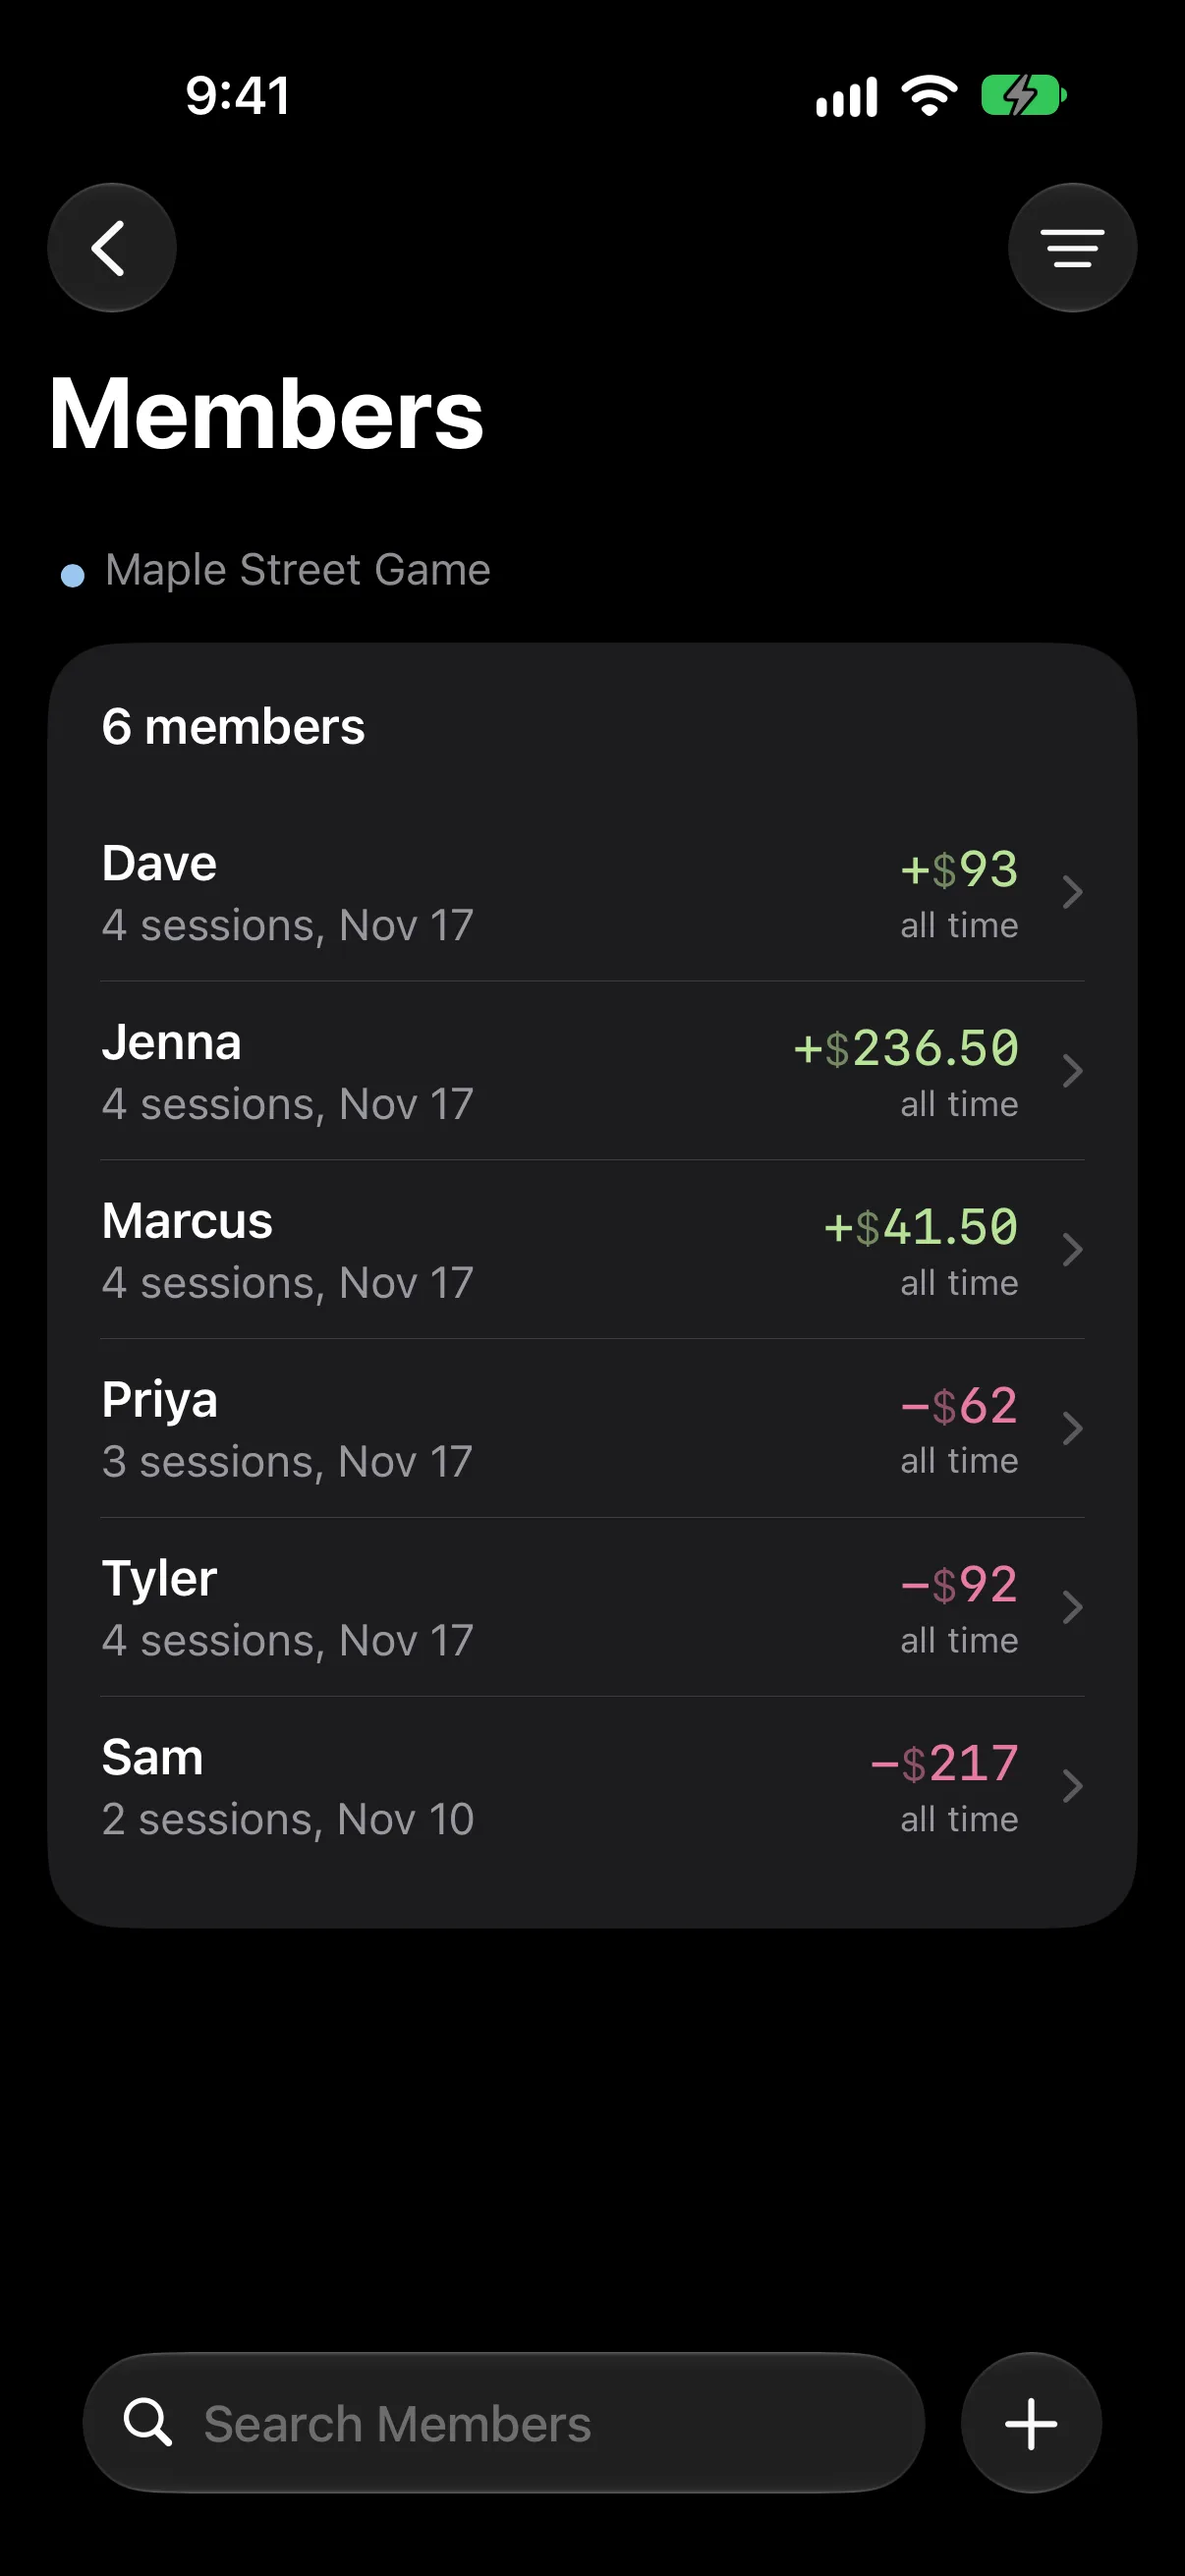 9:41
Members
Maple Street Game
6 members
Dave
+$93
4 sessions, Nov 17
all time
Jenna
+$236.50
4 sessions, Nov 17
all time
Marcus
+$41.50
4 sessions, Nov 17
all time
Priya
−$62
3 sessions, Nov 17
all time
Tyler
−$92
4 sessions, Nov 17
all time
Sam
−$217
2 sessions, Nov 10
all time
Search Members